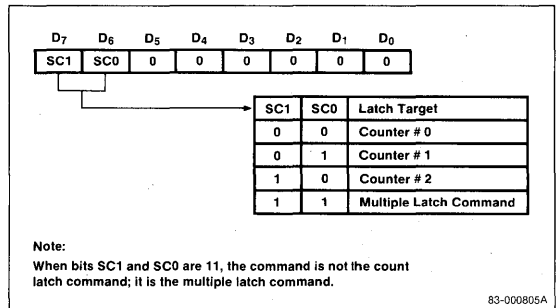 D7 D6 D5 D4 D3 D2 D1 D0
SC1 SC0 0 0 0 0 0 0
SC1 SC0 Latch Target
0 0 Counter # 0
0 1 Counter # 1
1 0 Counter # 2
1 1 Multiple Latch Command
Note:
When bits SC1 and SC0 are 11, the command is not the count
latch command; it is the multiple latch command.
83-000805A